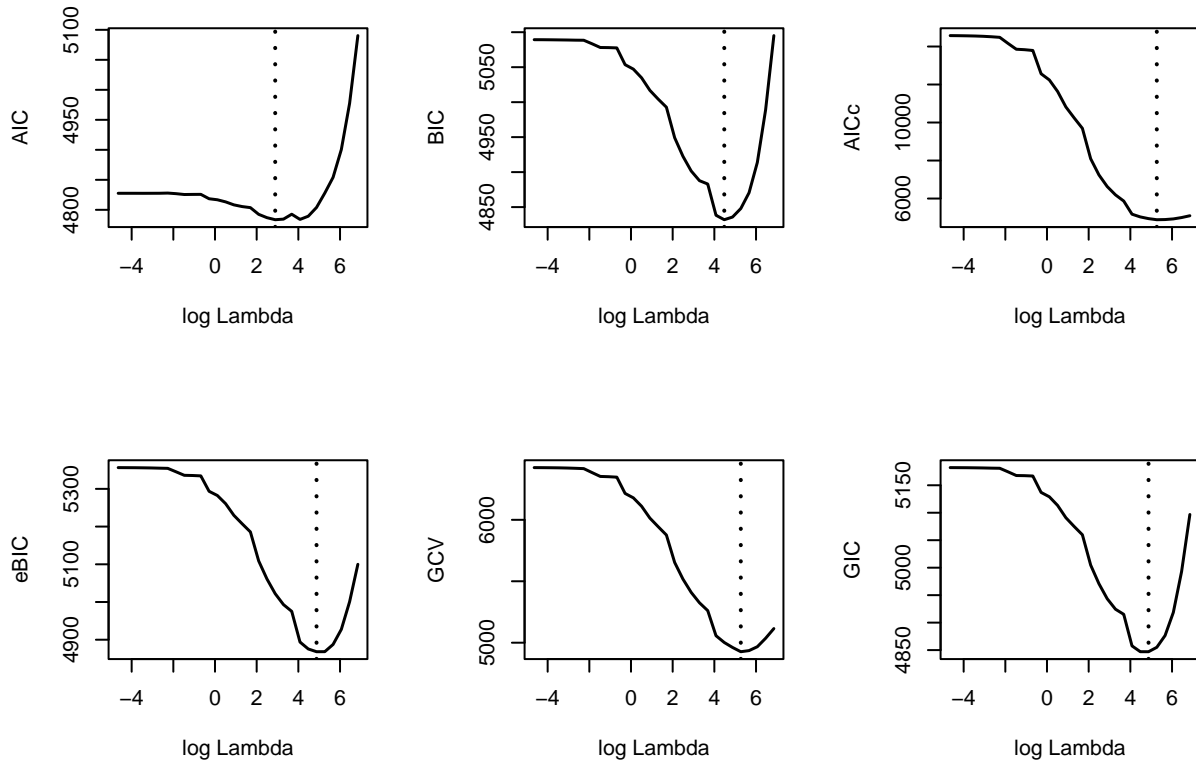 AIC
4800 4950 5100
−4 0 2 4 6
log Lambda
BIC
4850 4950 5050
−4 0 2 4 6
log Lambda
AICc
6000 10000
−4 0 2 4 6
log Lambda
eBIC
4900 5100 5300
−4 0 2 4 6
log Lambda
GCV
5000 6000
−4 0 2 4 6
log Lambda
GIC
4850 5000 5150
−4 0 2 4 6
log Lambda